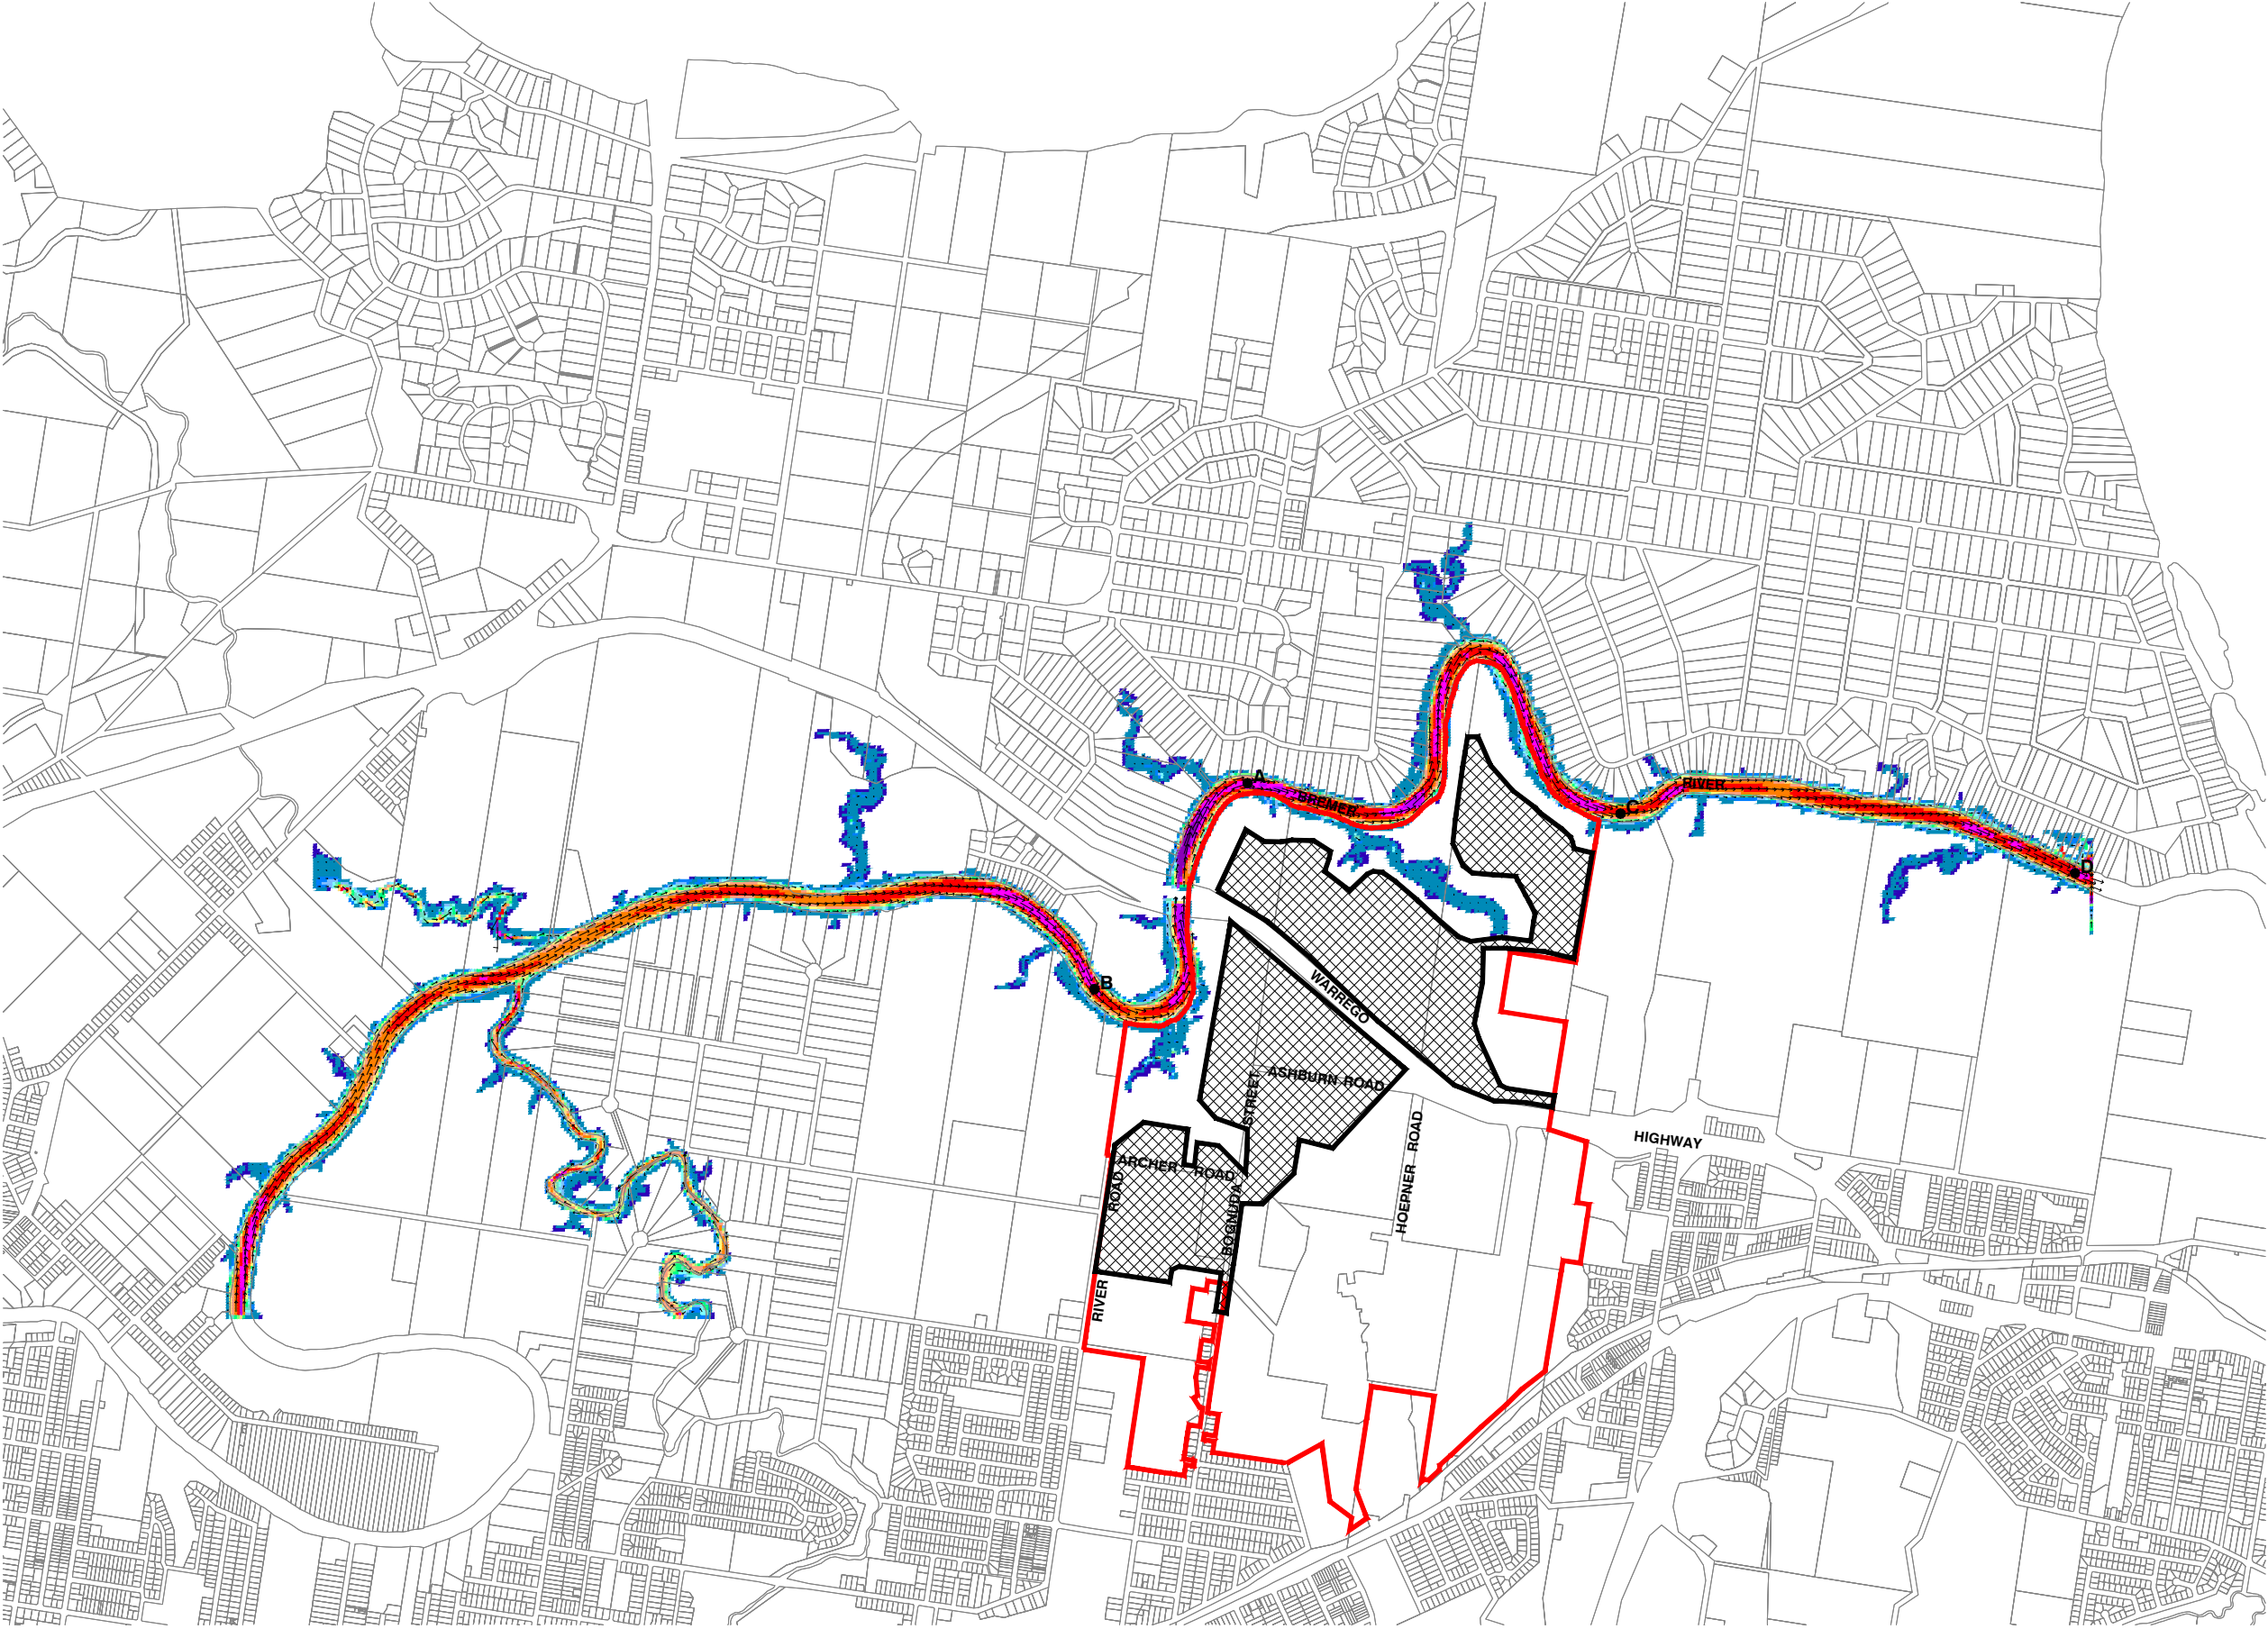 A
BREMER
RIVER
C
D
B
WARREGO
ASHBURN ROAD
STREET
HIGHWAY
ARCHER ROAD
ROAD
HOEPNER ROAD
BOGNUDA
RIVER